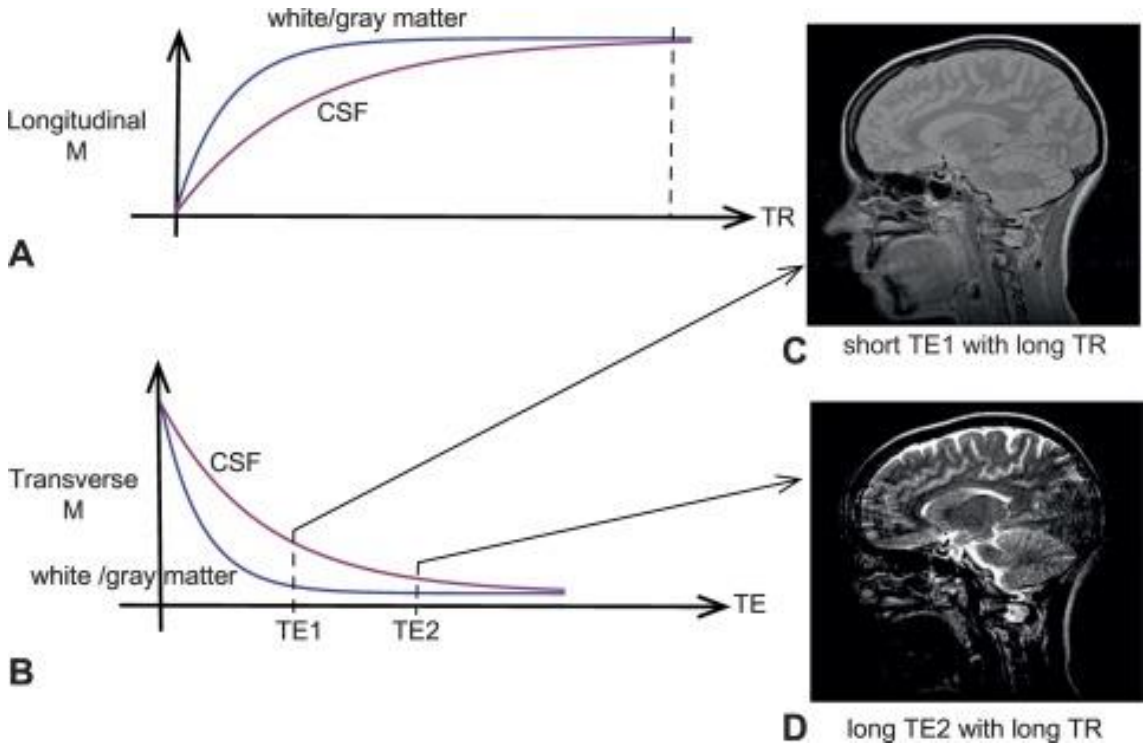 white/gray matter
CSF
Longitudinal
M
TR
A
C short TE1 with long TR
CSF
Transverse
M
white /gray matter
TE1
TE2
TE
B
D long TE2 with long TR